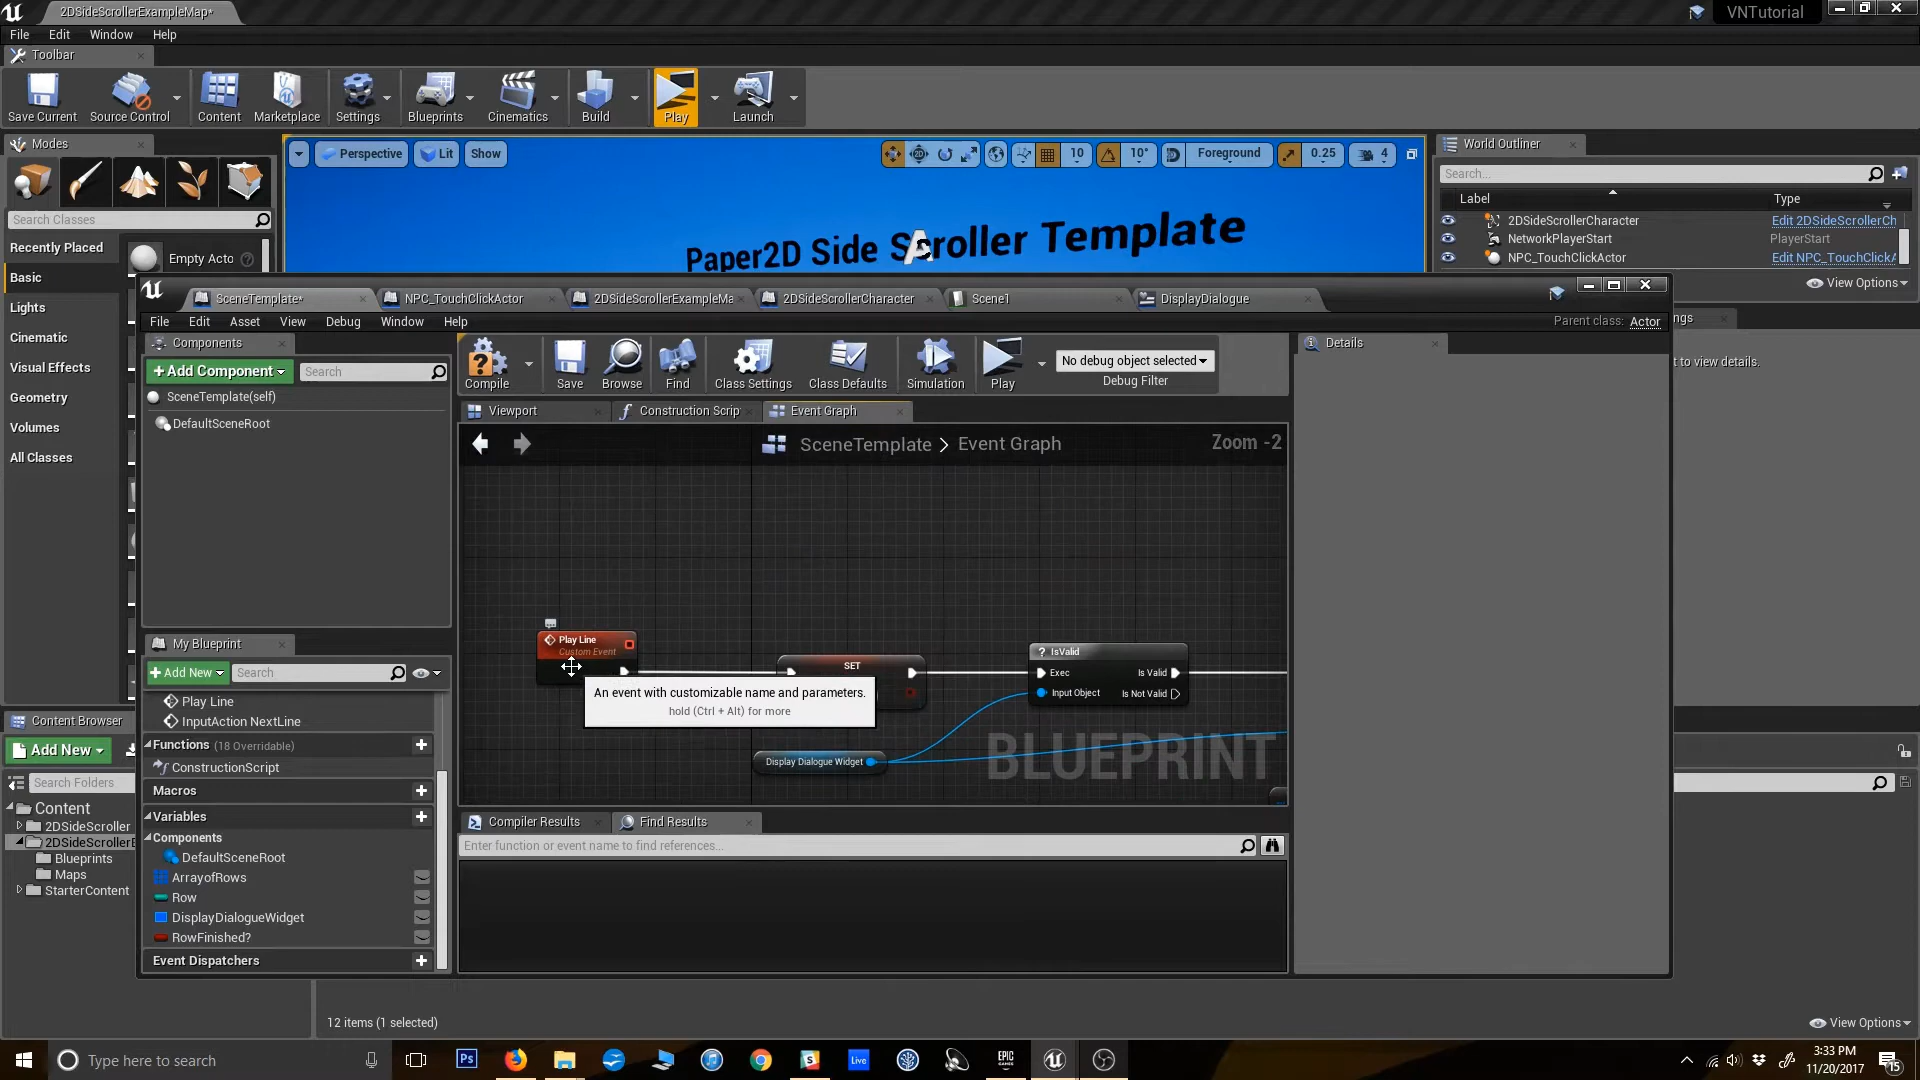 2DSideScrollerExampleMap*
VNTutorial
File Edit Window Help
Toolbar
Save Current Source Control Content Marketplace Settings Blueprints Cinematics Build Play Launch
Modes
Search Classes
Recently Placed
Basic
Lights
Cinematic
Visual Effects
Geometry
Volumes
All Classes
Empty Acto
Perspective Lit Show
10 10° Foreground 0.25 4
Paper2D Side Scroller Template
World Outliner
Search...
Label Type
2DSideScrollerCharacter Edit 2DSideScrollerCh
NetworkPlayerStart PlayerStart
NPC_TouchClickActor Edit NPC_TouchClickA
View Options
ngs
t to view details.
SceneTemplate* NPC_TouchClickActor 2DSideScrollerExampleMa 2DSideScrollerCharacter Scene1 DisplayDialogue
File Edit Asset View Debug Window Help
Parent class: Actor
Components
+Add Component Search
SceneTemplate(self)
DefaultSceneRoot
Compile Save Browse Find Class Settings Class Defaults Simulation Play
No debug object selected
Debug Filter
Details
Viewport Construction Scrip Event Graph
SceneTemplate > Event Graph
Zoom -2
Play Line
Custom Event
SET
IsValid
Exec Is Valid
Input Object Is Not Valid
An event with customizable name and parameters.
hold (Ctrl + Alt) for more
Display Dialogue Widget
BLUEPRINT
My Blueprint
+Add New Search
Play Line
InputAction NextLine
Functions (18 Overridable)
ConstructionScript
Macros
Variables
Components
DefaultSceneRoot
ArrayofRows
Row
DisplayDialogueWidget
RowFinished?
Event Dispatchers
Compiler Results Find Results
Enter function or event name to find references...
Content Browser
Add New
Search Folders
Content
2DSideScroller
2DSideScrollerE
Blueprints
Maps
StarterContent
12 items (1 selected)
View Options
Type here to search
Ps
Live
EPIC
GAMES
3:33 PM
11/20/2017
15